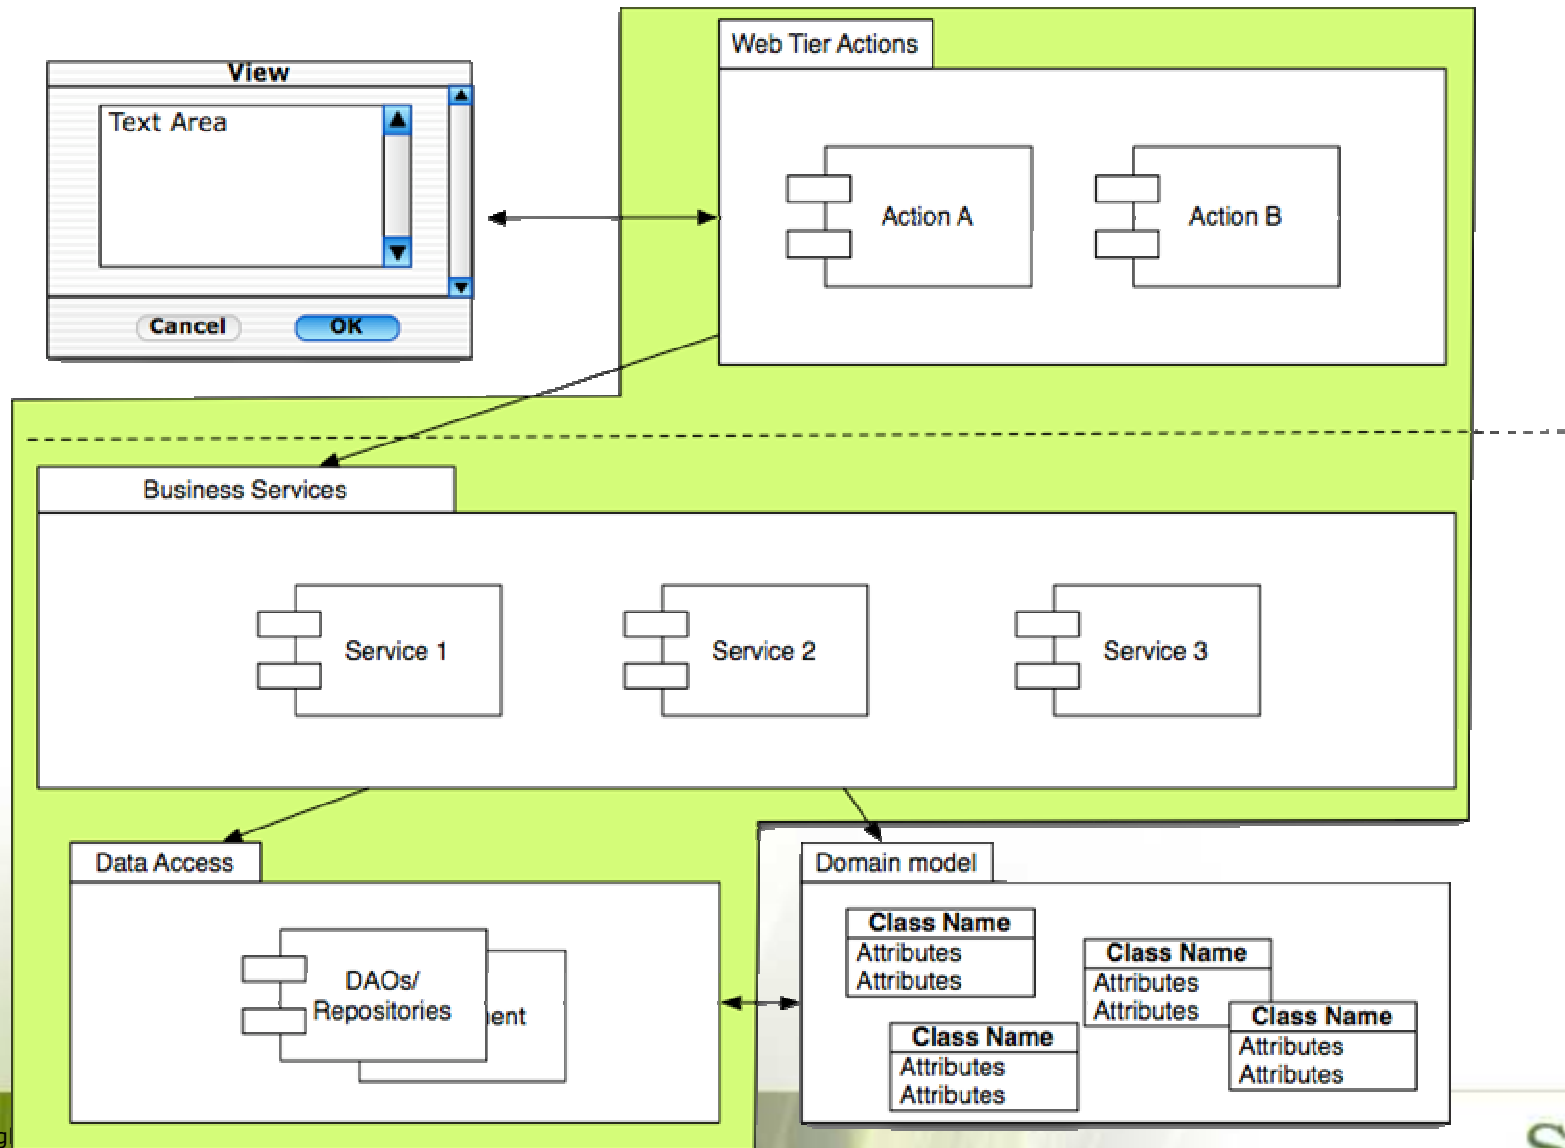 Web Tier Actions
View
Text Area
Action A
Action B
Cancel
OK
Business Services
Service 1
Service 2
Service 3
Data Access
Domain model
DAOs/
Repositories
Class Name
Attributes
Attributes
Class Name
Attributes
Attributes
Class Name
Attributes
Attributes
Class Name
Attributes
Attributes